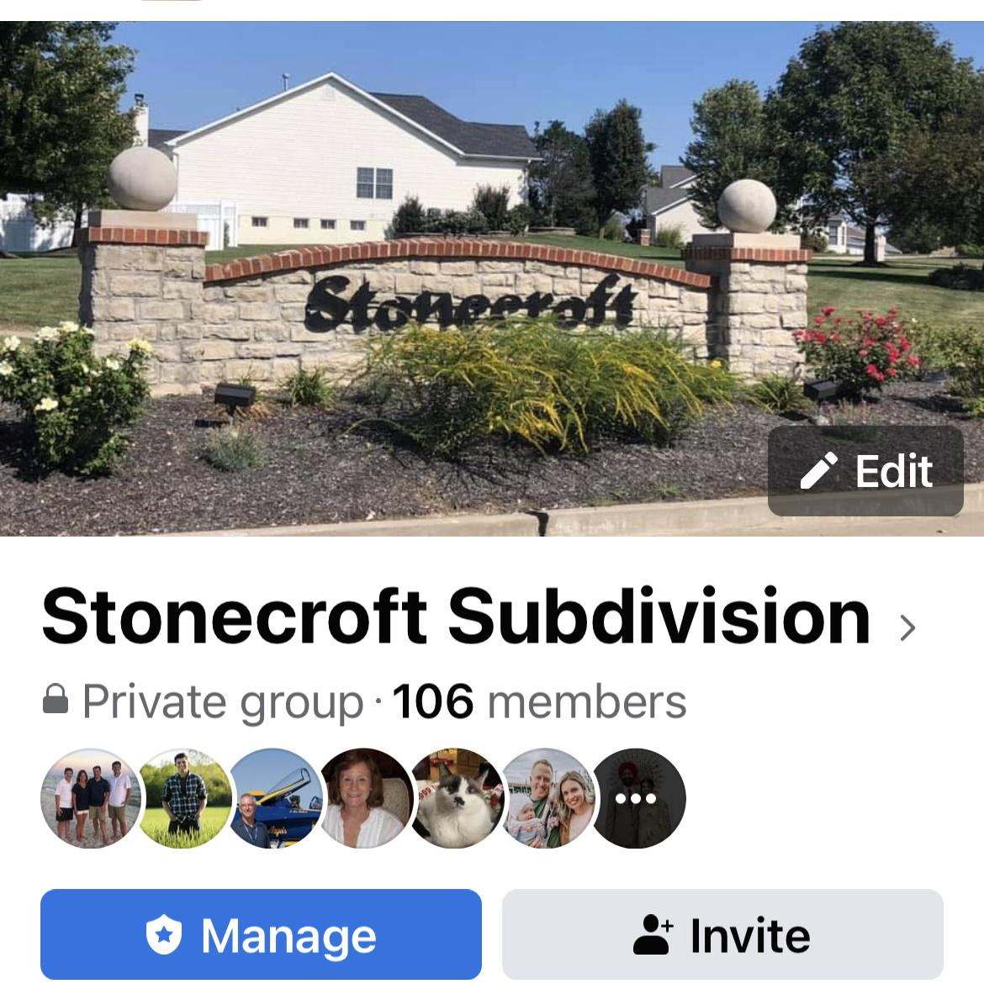 Stonecroft
Edit
Stonecroft Subdivision
Private group · 106 members
Manage
Invite